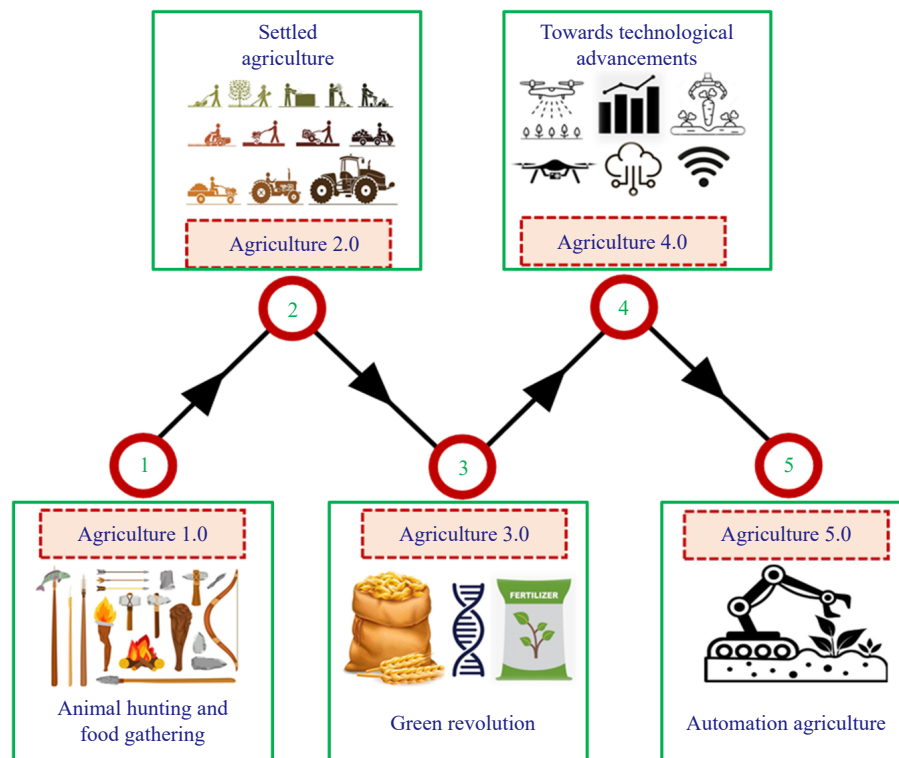 Settled
agriculture
Agriculture 2.0
Towards technological
advancements
Agriculture 4.0
2
4
1
3
5
Agriculture 1.0
Animal hunting and
food gathering
Agriculture 3.0
FERTILIZER
Green revolution
Agriculture 5.0
Automation agriculture